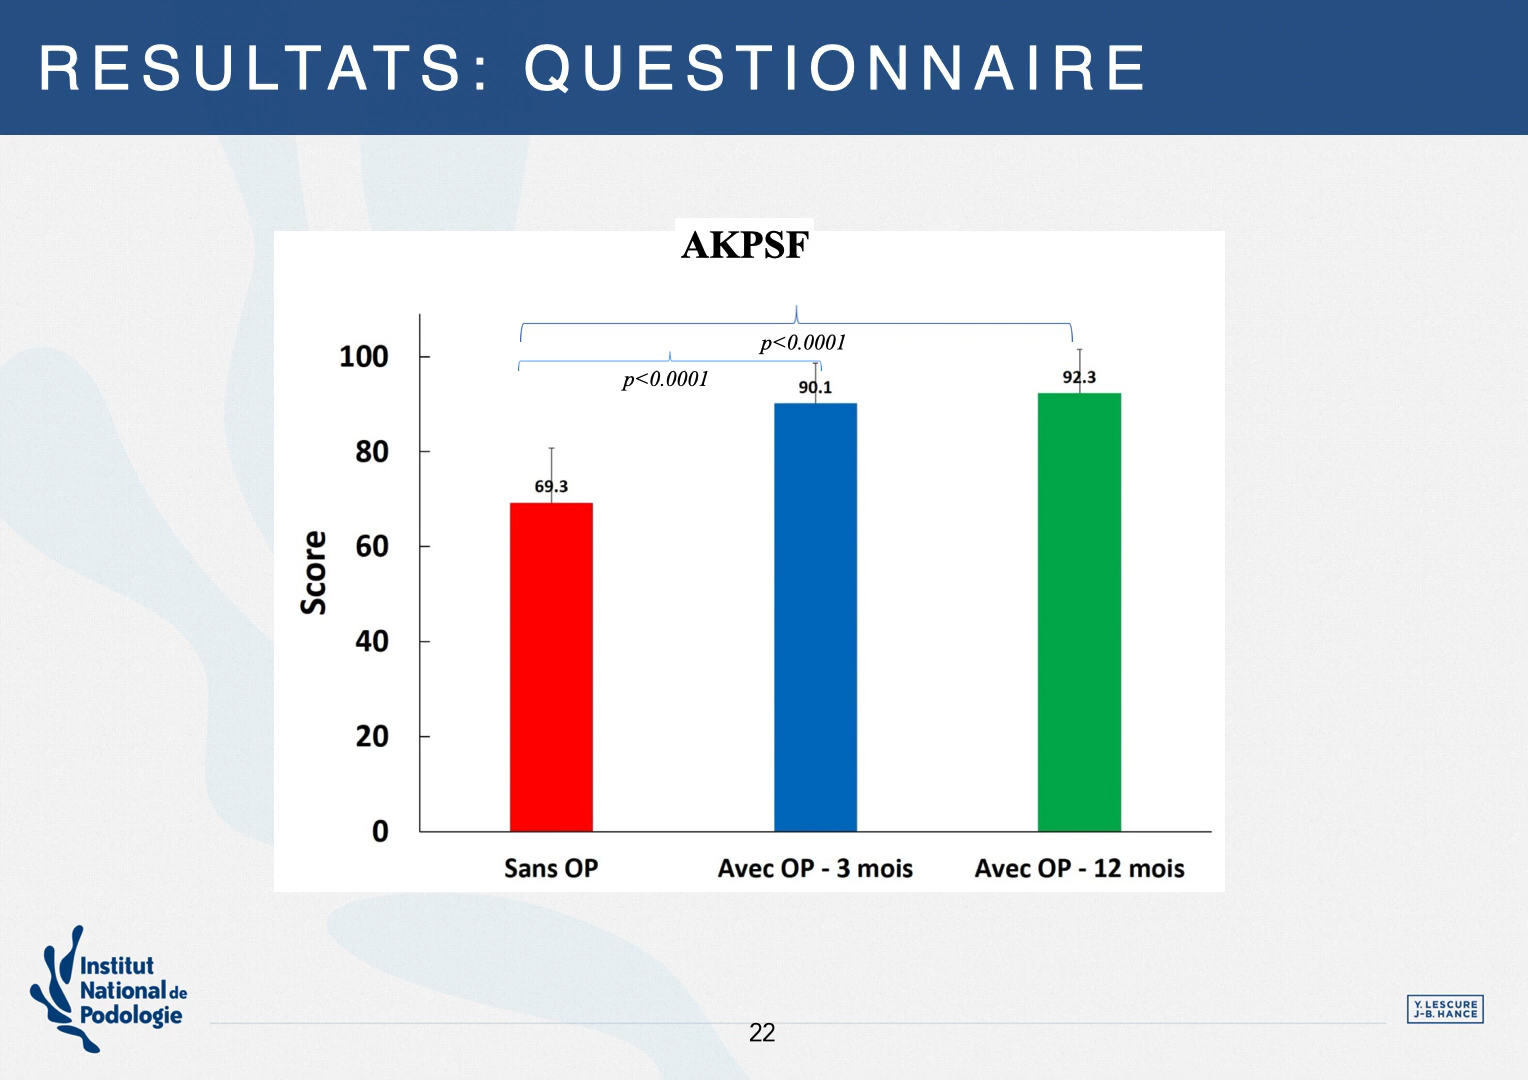 RESULTATS: QUESTIONNAIRE
AKPSF
p<0.0001
p<0.0001
100
80
60
40
20
0
Score
69.3
90.1
92.3
Sans OP
Avec OP - 3 mois
Avec OP - 12 mois
Institut
National de
Podologie
22
Y. LESCURE
J-B. HANCE